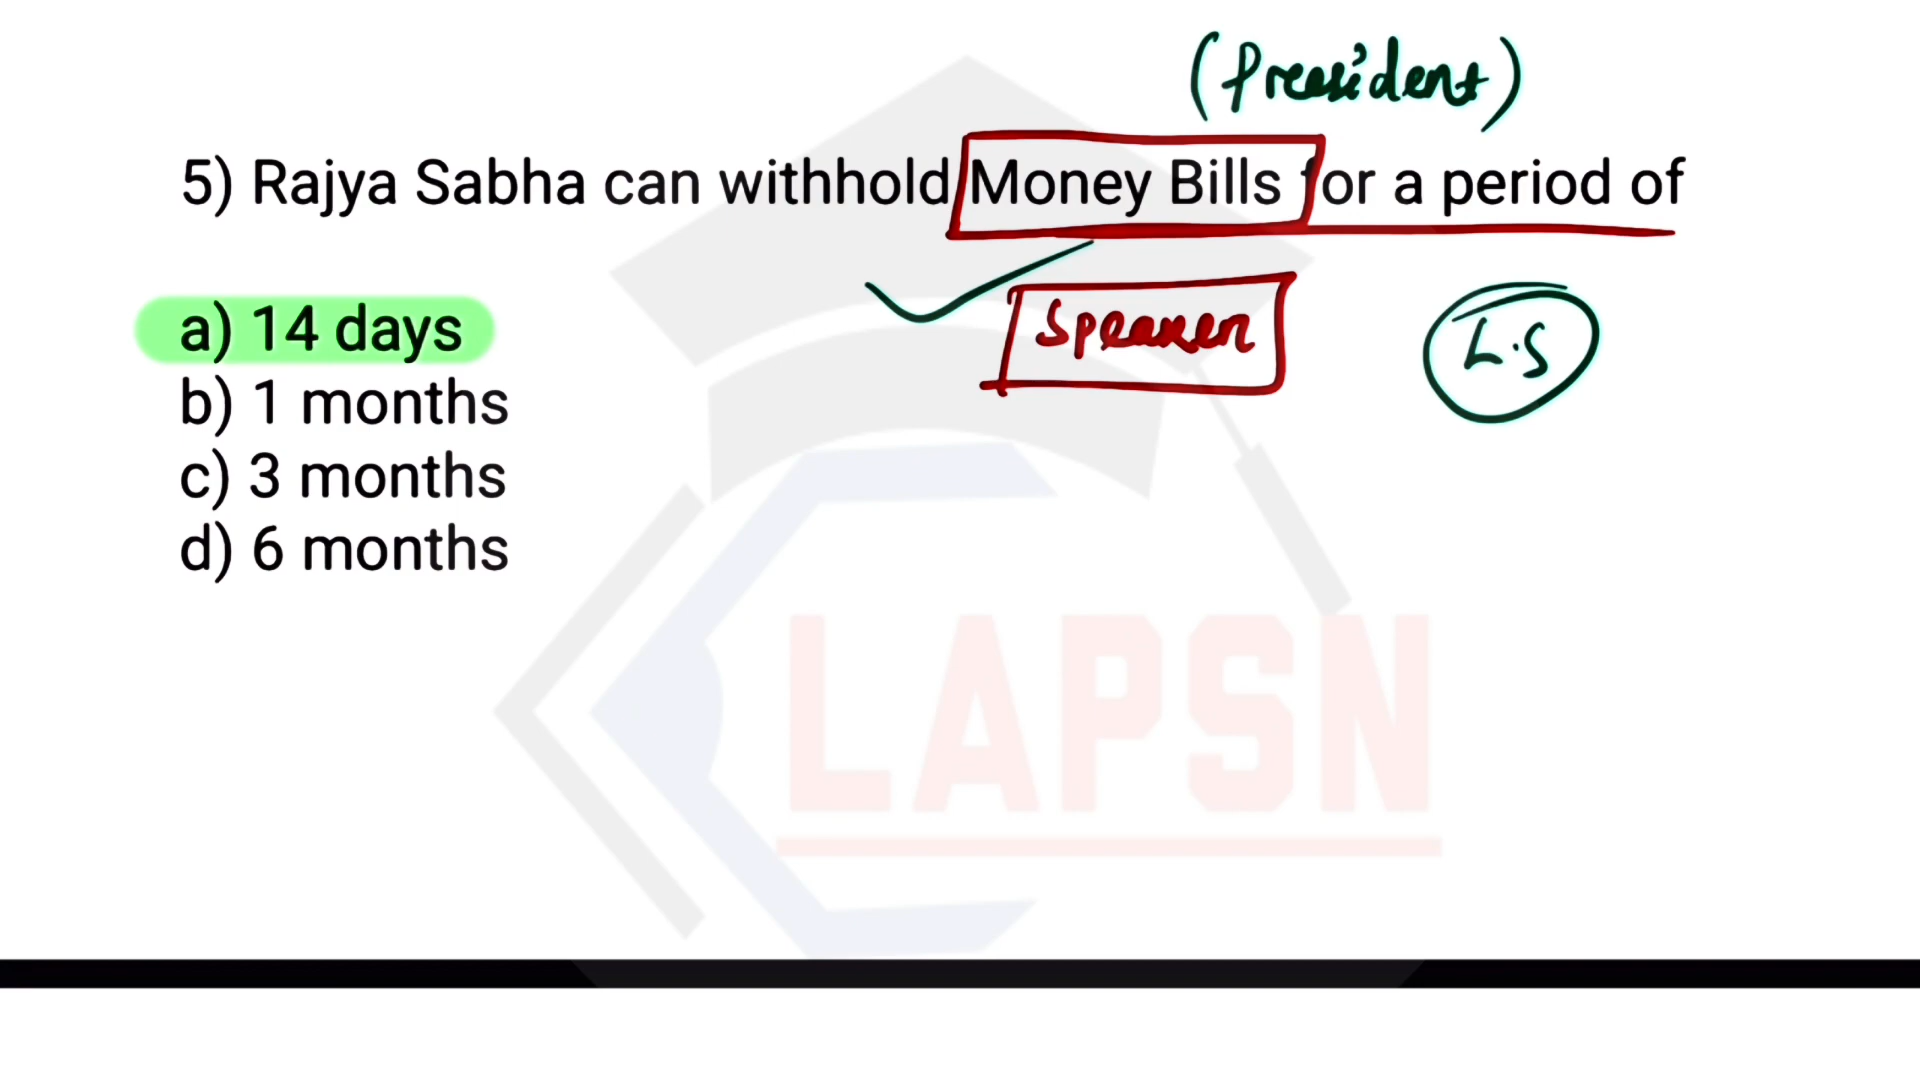 (President)
5) Rajya Sabha can withhold Money Bills for a period of
a) 14 days
Speaker
L.S
b) 1 months
c) 3 months
d) 6 months
LAPSN